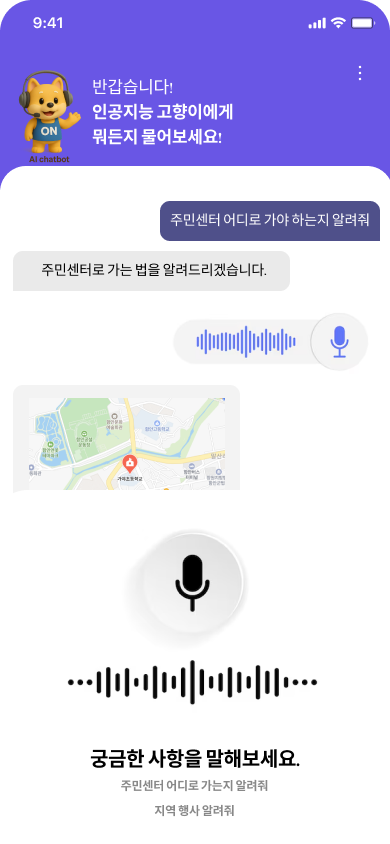 9:41
반갑습니다!
인공지능 고향이에게
뭐든지 물어보세요!
ON
AI chatbot
주민센터 어디로 가야 하는지 알려줘
주민센터로 가는 법을 알려드리겠습니다.
궁금한 사항을 말해보세요.
주민센터 어디로 가는지 알려줘
지역 행사 알려줘